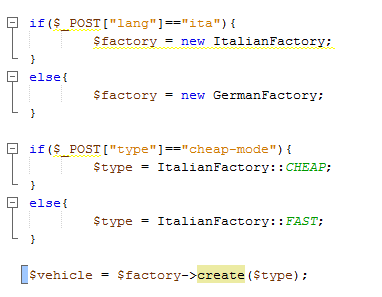 if($_POST["lang"]=="ita"){
$factory = new ItalianFactory;
}
else{
$factory = new GermanFactory;
}
if($_POST["type"]=="cheap-mode"){
$type = ItalianFactory::CHEAP;
}
else{
$type = ItalianFactory::FAST;
}
$vehicle = $factory->create($type);